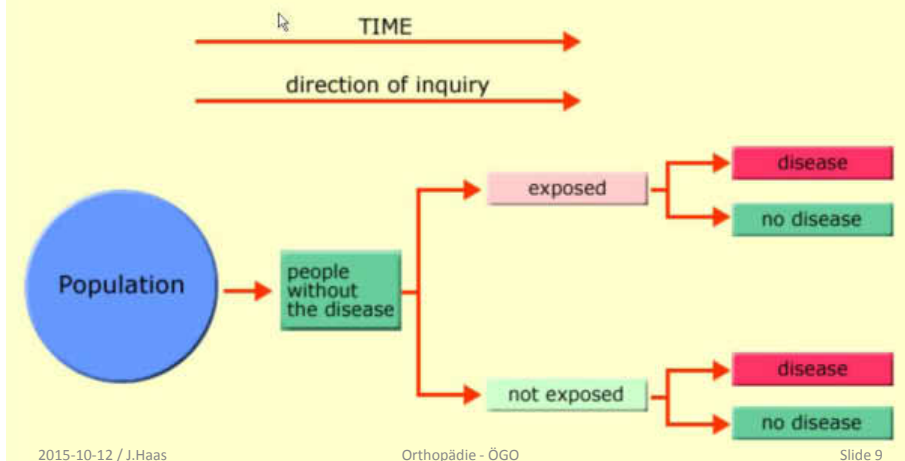 TIME
direction of inquiry
Population
people
without
the disease
exposed
disease
no disease
not exposed
disease
no disease
2015-10-12 / J.Haas
Orthopädie - ÖGO
Slide 9